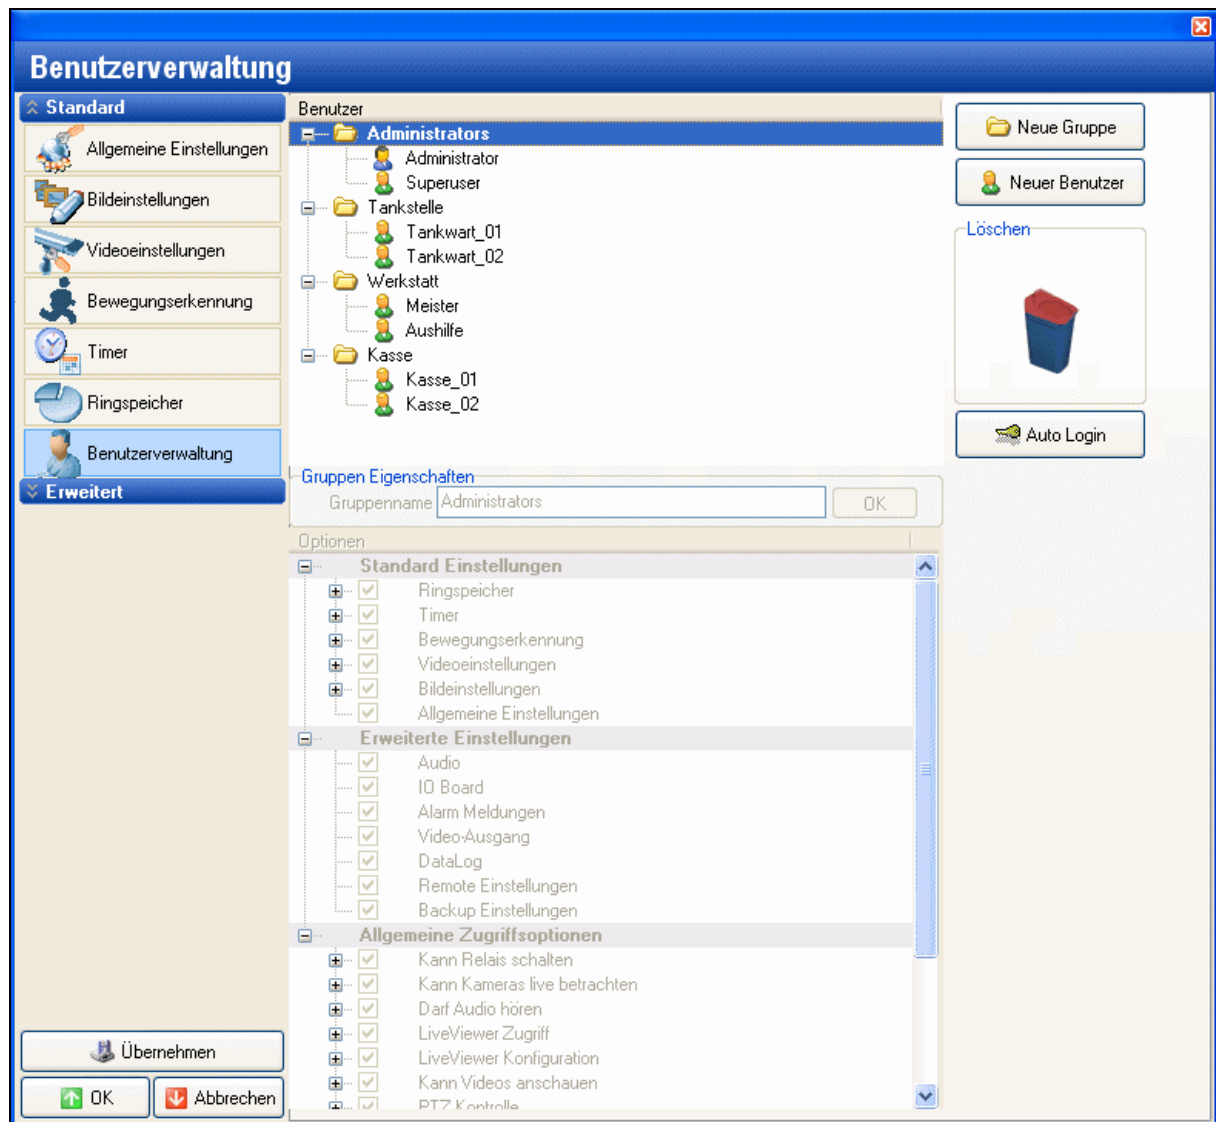 Benutzerverwaltung
Standard
Allgemeine Einstellungen
Bildeinstellungen
Videoeinstellungen
Bewegungserkennung
Timer
Ringspeicher
Benutzerverwaltung
Erweitert
Übernehmen
OK
Abbrechen
Benutzer
Administrators
Administrator
Superuser
Tankstelle
Tankwart_01
Tankwart_02
Werkstatt
Meister
Aushilfe
Kasse
Kasse_01
Kasse_02
Gruppen Eigenschaften
Gruppenname Administrators OK
Optionen
Standard Einstellungen
Ringspeicher
Timer
Bewegungserkennung
Videoeinstellungen
Bildeinstellungen
Allgemeine Einstellungen
Erweiterte Einstellungen
Audio
IO Board
Alarm Meldungen
Video-Ausgang
DataLog
Remote Einstellungen
Backup Einstellungen
Allgemeine Zugriffsoptionen
Kann Relais schalten
Kann Kameras live betrachten
Darf Audio hören
LiveViewer Zugriff
LiveViewer Konfiguration
Kann Videos anschauen
PTZ Kontrolle
Neue Gruppe
Neuer Benutzer
Löschen
Auto Login